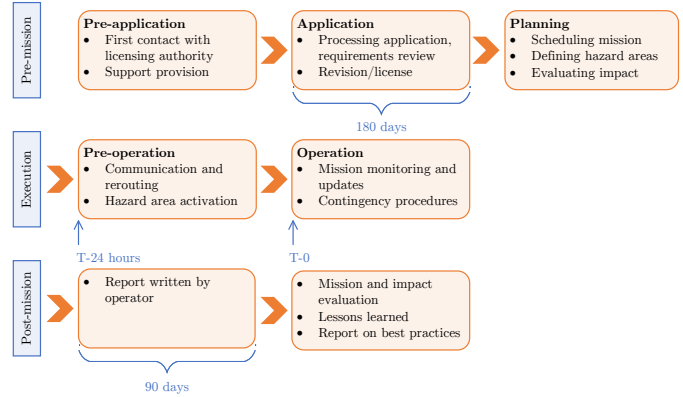 Pre-mission
Pre-application
• First contact with
licensing authority
• Support provision
Application
• Processing application,
requirements review
• Revision/license
180 days
Planning
• Scheduling mission
• Defining hazard areas
• Evaluating impact
Execution
Pre-operation
• Communication and
rerouting
• Hazard area activation
T-24 hours
Operation
• Mission monitoring and
updates
• Contingency procedures
T-0
Post-mission
• Report written by
operator
90 days
• Mission and impact
evaluation
• Lessons learned
• Report on best practices